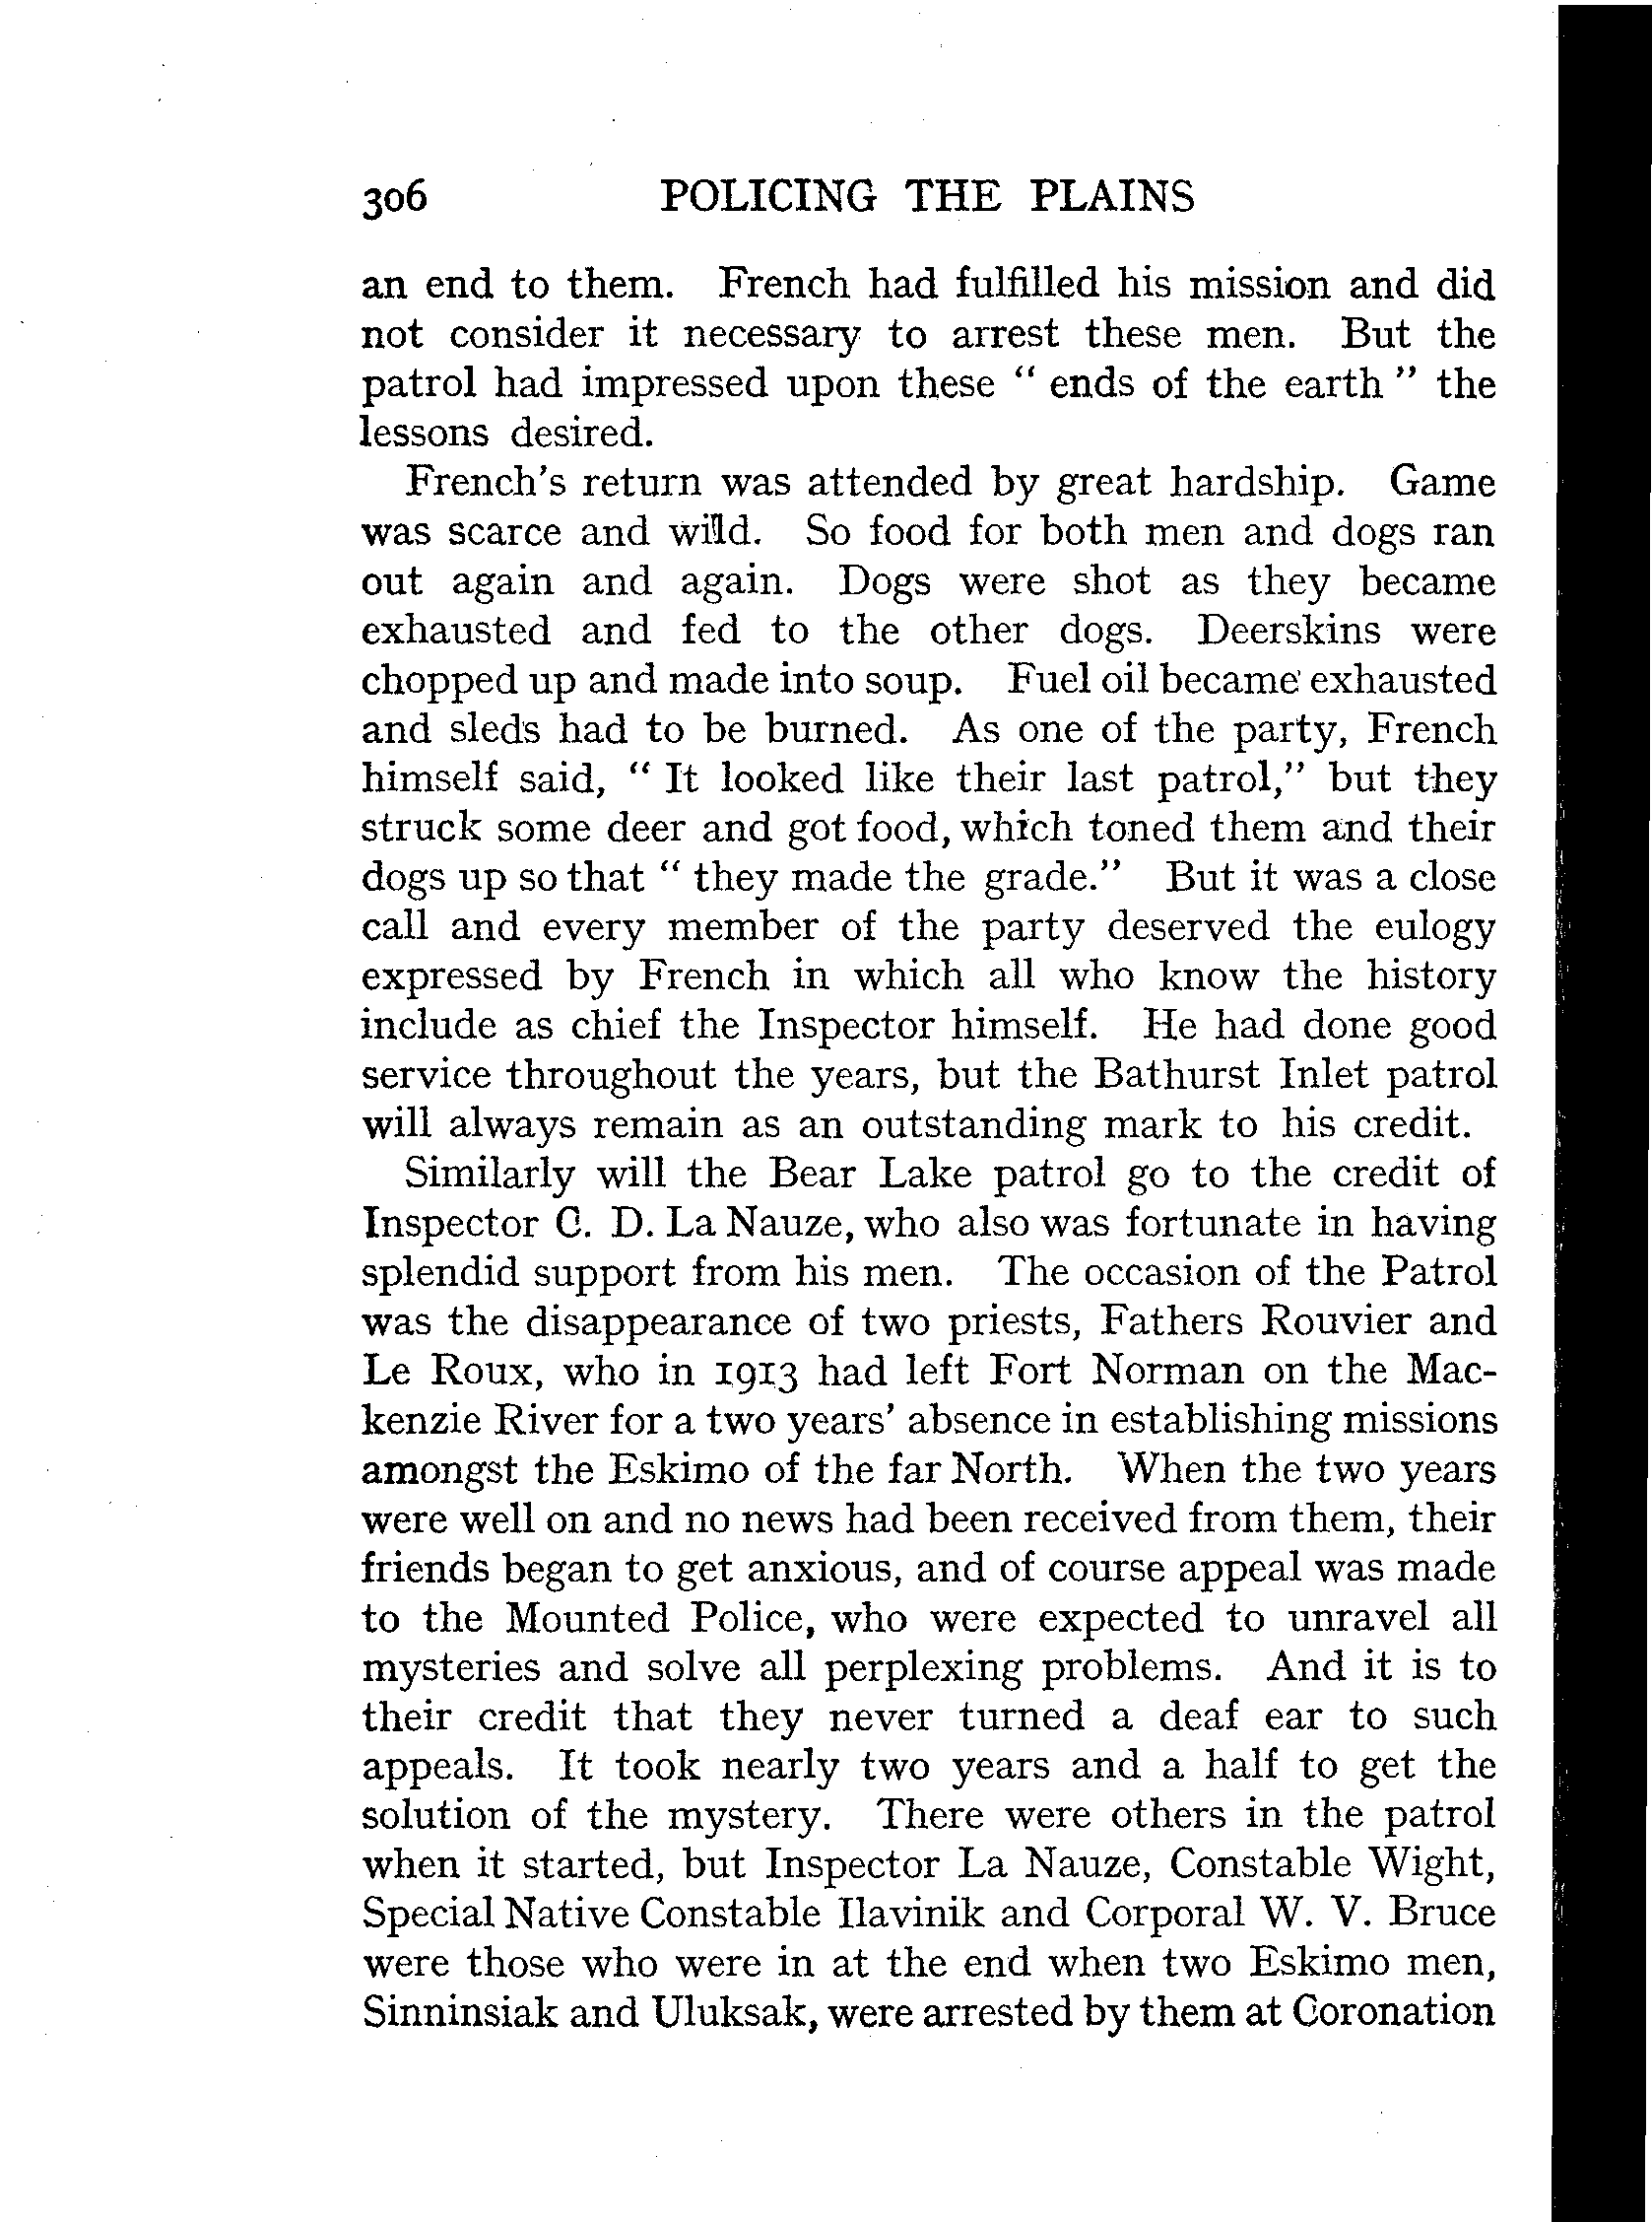 306 POLICING THE PLAINS
an end to them. French had fulfilled his mission and did
not consider it necessary to arrest these men. But the
patrol had impressed upon these " ends of the earth " the
lessons desired.
French's return was attended by great hardship. Game
was scarce and wild. So food for both men and dogs ran
out again and again. Dogs were shot as they became
exhausted and fed to the other dogs. Deerskins were
chopped up and made into soup. Fuel oil became exhausted
and sleds had to be burned. As one of the party, French
himself said, " It looked like their last patrol," but they
struck some deer and got food, which toned them and their
dogs up so that " they made the grade." But it was a close
call and every member of the party deserved the eulogy
expressed by French in which all who know the history
include as chief the Inspector himself. He had done good
service throughout the years, but the Bathurst Inlet patrol
will always remain as an outstanding mark to his credit.
Similarly will the Bear Lake patrol go to the credit of
Inspector C. D. La Nauze, who also was fortunate in having
splendid support from his men. The occasion of the Patrol
was the disappearance of two priests, Fathers Rouvier and
Le Roux, who in 1913 had left Fort Norman on the Mac-
kenzie River for a two years' absence in establishing missions
amongst the Eskimo of the far North. When the two years
were well on and no news had been received from them, their
friends began to get anxious, and of course appeal was made
to the Mounted Police, who were expected to unravel all
mysteries and solve all perplexing problems. And it is to
their credit that they never turned a deaf ear to such
appeals. It took nearly two years and a half to get the
solution of the mystery. There were others in the patrol
when it started, but Inspector La Nauze, Constable Wight,
Special Native Constable Ilavinik and Corporal W. V. Bruce
were those who were in at the end when two Eskimo men,
Sinninsiak and Uluksak, were arrested by them at Coronation